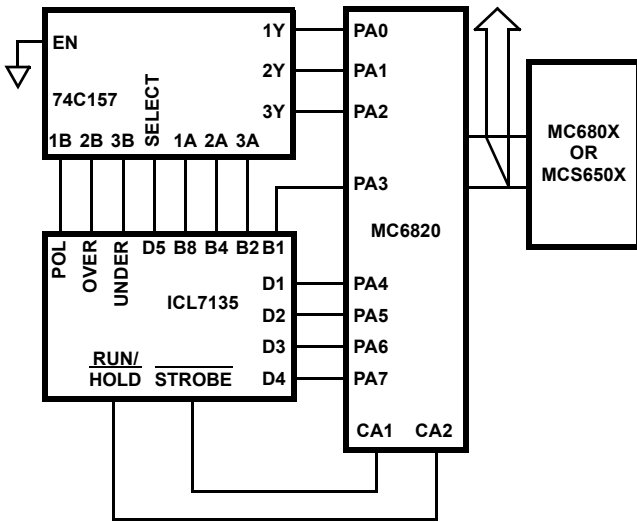 EN
1Y
PA0
2Y
PA1
74C157
SELECT
3Y
PA2
1B 2B 3B
1A 2A 3A
MC680X
OR
MCS650X
PA3
MC6820
POL
OVER
UNDER
D5 B8 B4 B2 B1
ICL7135
D1
PA4
D2
PA5
D3
PA6
D4
PA7
RUN/
HOLD
STROBE
CA1
CA2